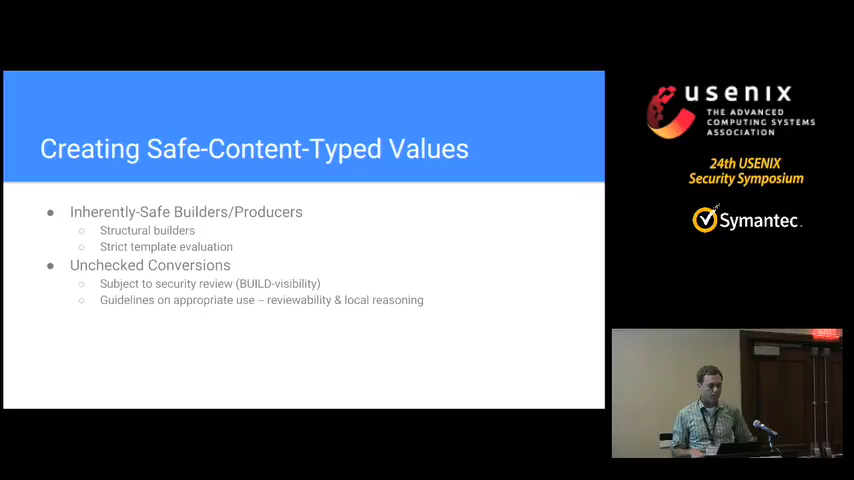 Creating Safe-Content-Typed Values
● Inherently-Safe Builders/Producers
○ Structural builders
○ Strict template evaluation
● Unchecked Conversions
○ Subject to security review (BUILD-visibility)
○ Guidelines on appropriate use – reviewability & local reasoning
usenix
THE ADVANCED
COMPUTING SYSTEMS
ASSOCIATION
24th USENIX
Security Symposium
Symantec.